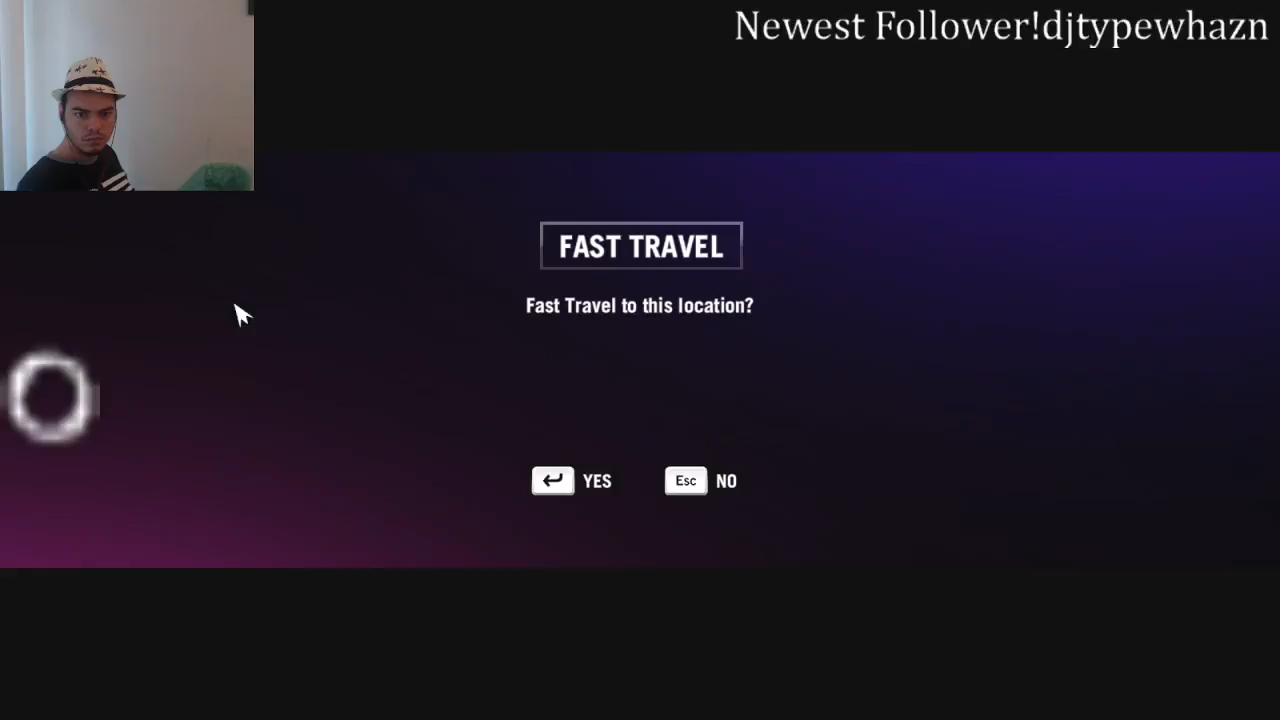 Newest Follower!djtypewhazn
FAST TRAVEL
Fast Travel to this location?
YES
Esc NO